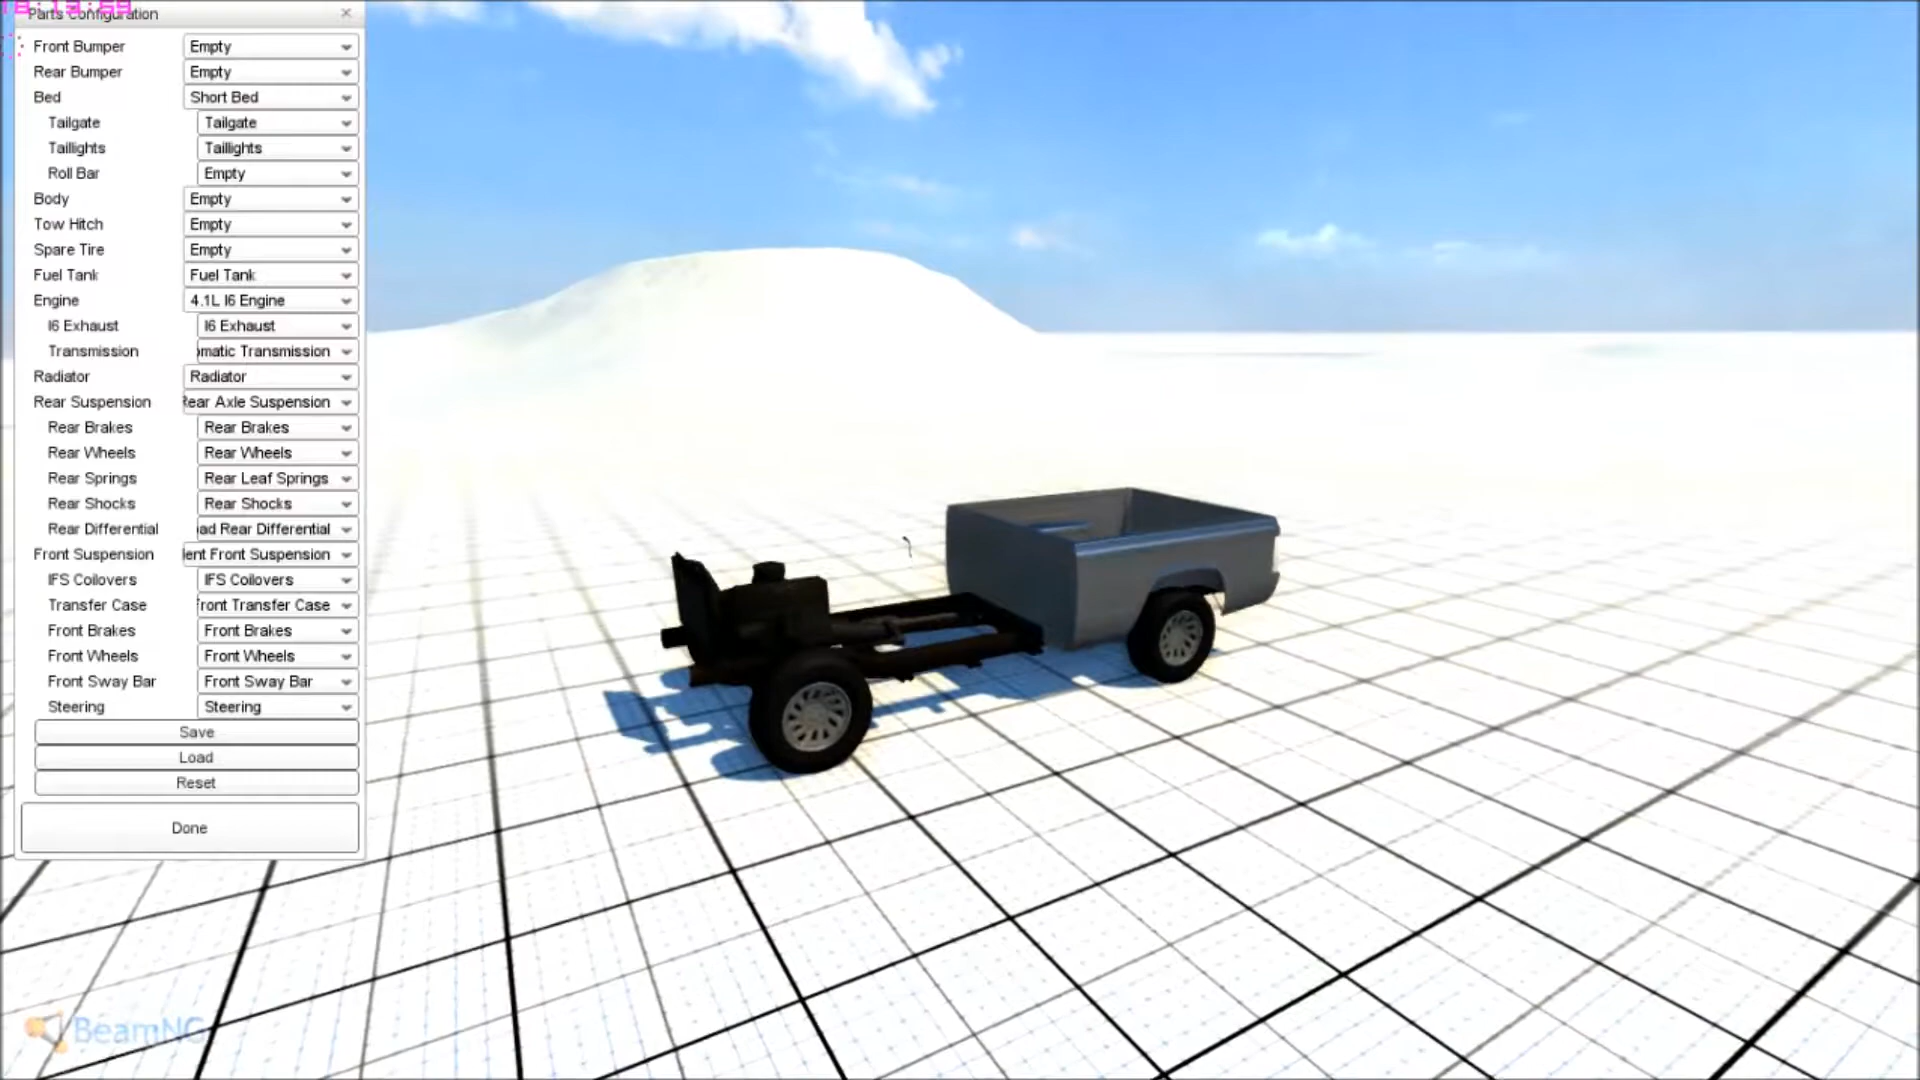 Parts Configuration
Front Bumper Empty
Rear Bumper Empty
Bed Short Bed
Tailgate Tailgate
Taillights Taillights
Roll Bar Empty
Body Empty
Tow Hitch Empty
Spare Tire Empty
Fuel Tank Fuel Tank
Engine 4.1L I6 Engine
I6 Exhaust I6 Exhaust
Transmission omatic Transmission
Radiator Radiator
Rear Suspension Rear Axle Suspension
Rear Brakes Rear Brakes
Rear Wheels Rear Wheels
Rear Springs Rear Leaf Springs
Rear Shocks Rear Shocks
Rear Differential ad Rear Differential
Front Suspension ent Front Suspension
IFS Coilovers IFS Coilovers
Transfer Case Front Transfer Case
Front Brakes Front Brakes
Front Wheels Front Wheels
Front Sway Bar Front Sway Bar
Steering Steering
Save
Load
Reset
Done
BeamNG